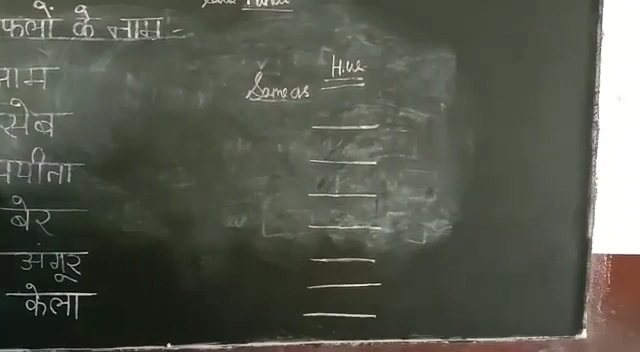 फलों के नाम :-
H.W.
Same as
सेब
पपीता
बेर
अंगूर
केला